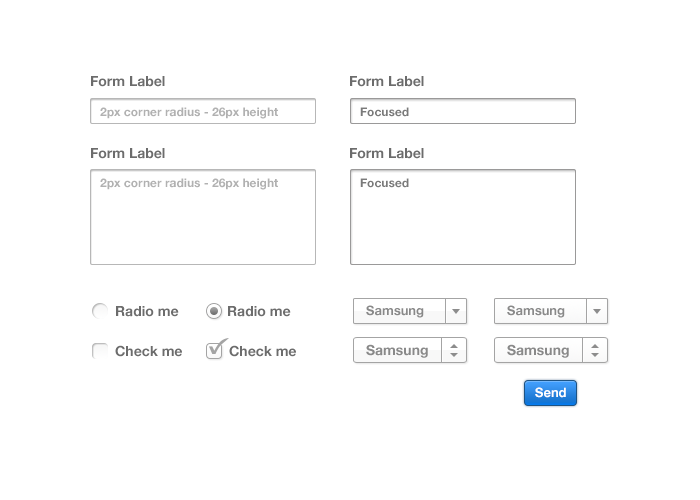 Form Label
Form Label
2px corner radius - 26px height
Focused
Form Label
Form Label
2px corner radius - 26px height
Focused
Radio me
Radio me
Samsung
Samsung
Check me
Check me
Samsung
Samsung
Send